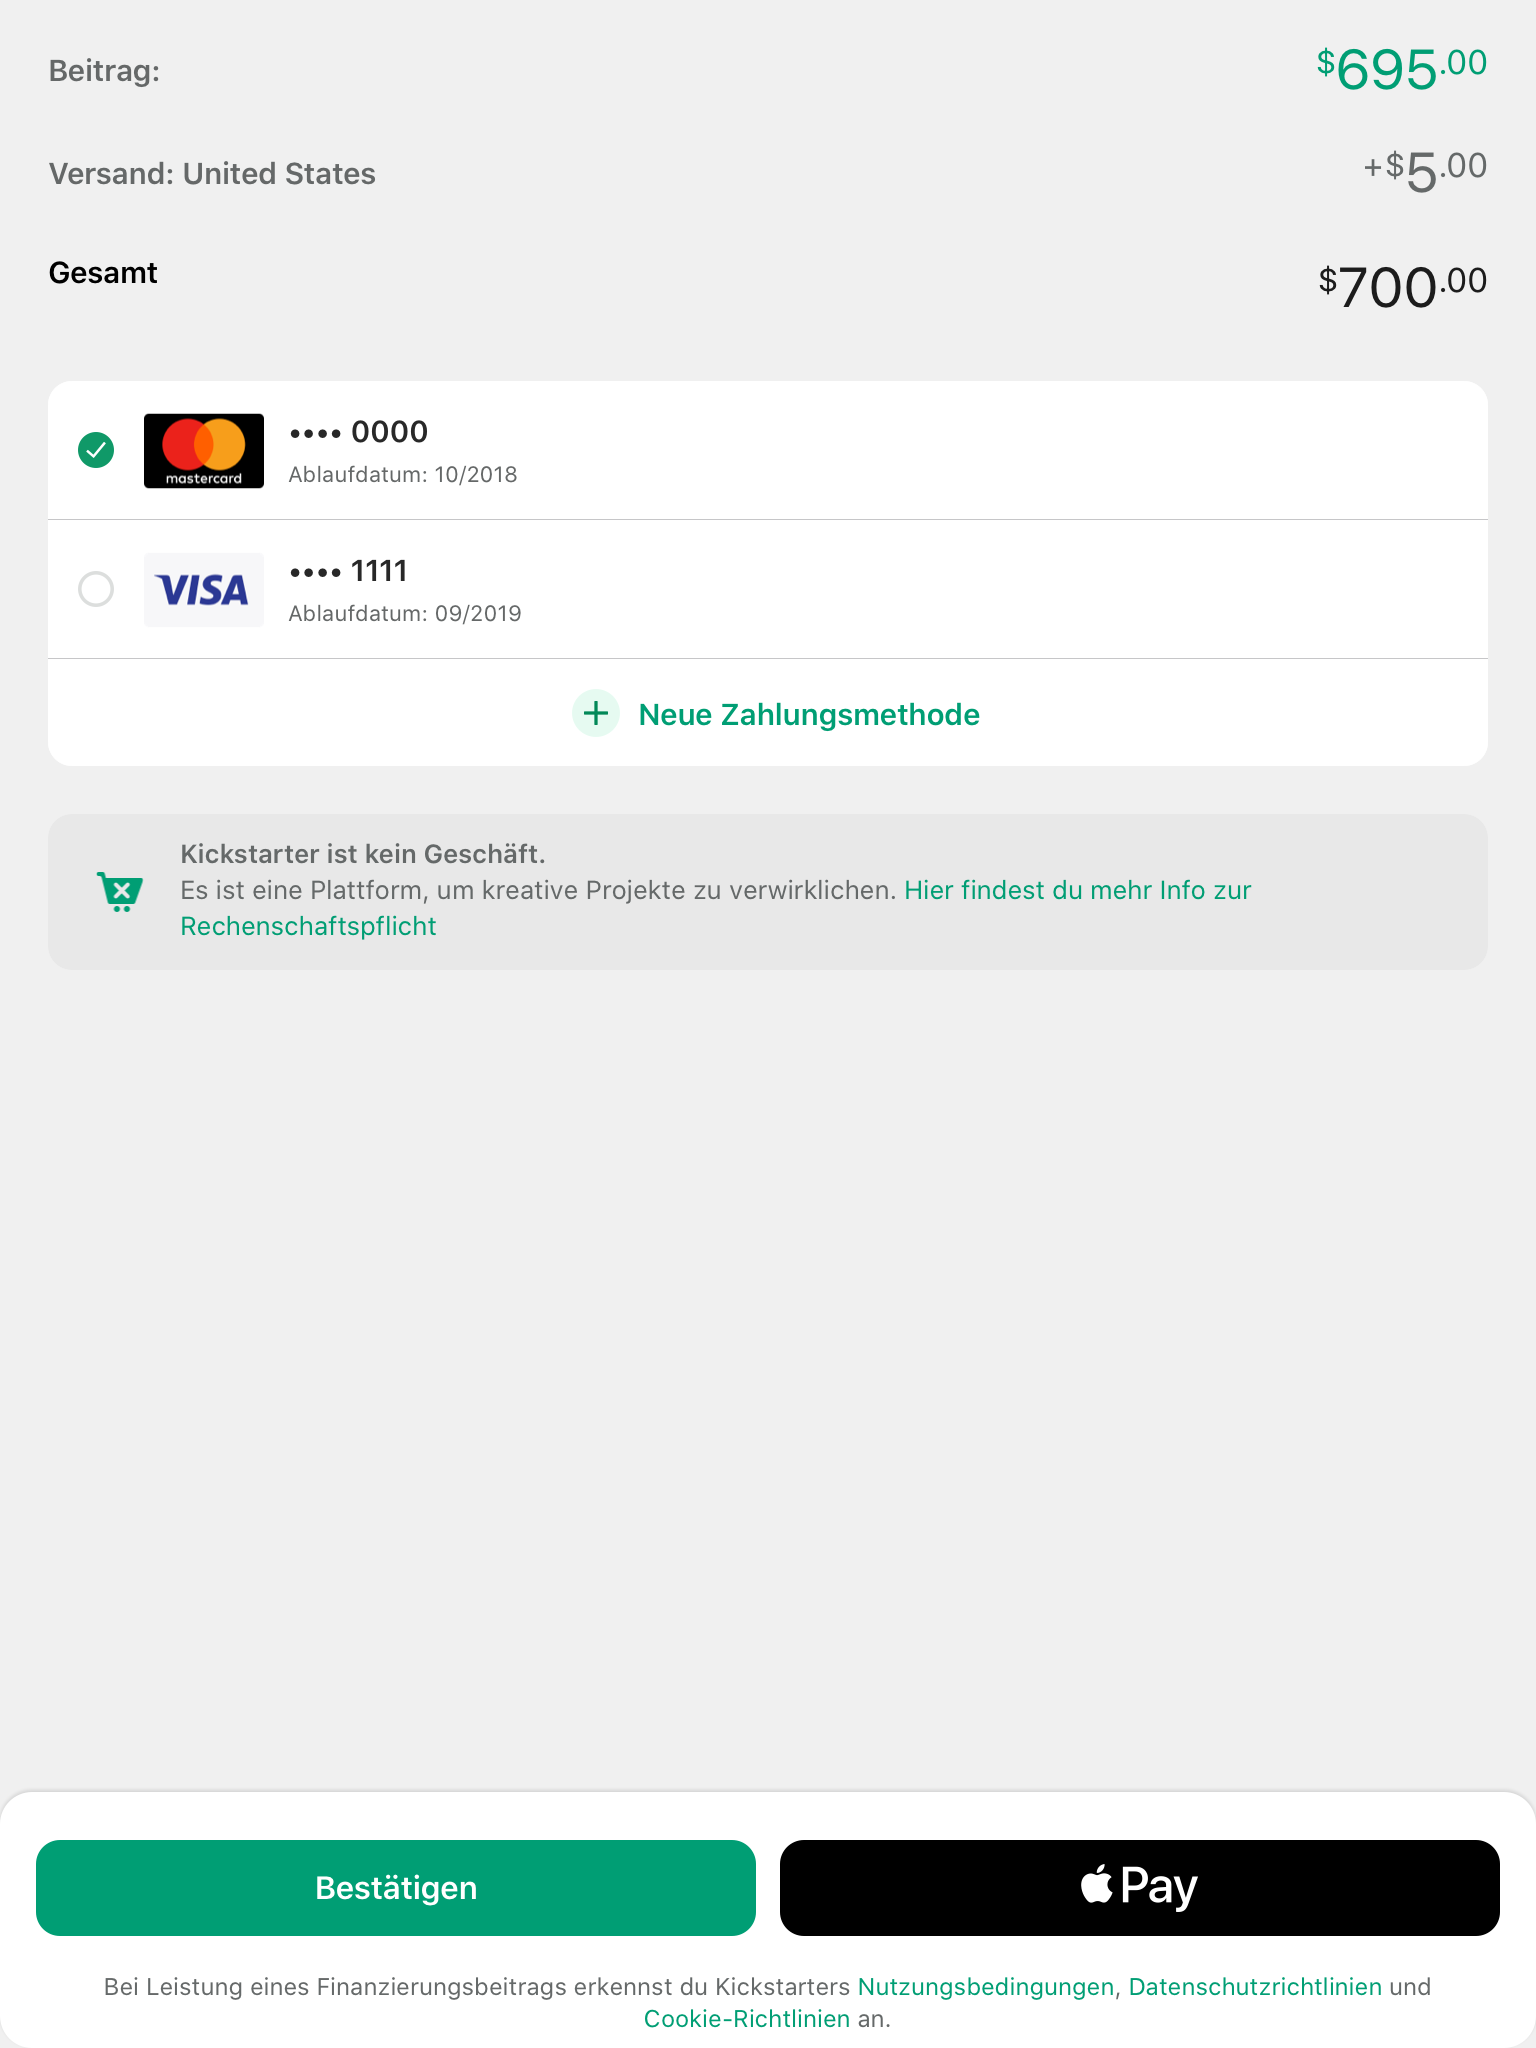 Beitrag:
$695.00
Versand: United States
+$5.00
Gesamt
$700.00
mastercard
•••• 0000
Ablaufdatum: 10/2018
VISA
•••• 1111
Ablaufdatum: 09/2019
Neue Zahlungsmethode
Kickstarter ist kein Geschäft.
Es ist eine Plattform, um kreative Projekte zu verwirklichen. Hier findest du mehr Info zur
Rechenschaftspflicht
Bestätigen
Pay
Bei Leistung eines Finanzierungsbeitrags erkennst du Kickstarters Nutzungsbedingungen, Datenschutzrichtlinien und
Cookie-Richtlinien an.